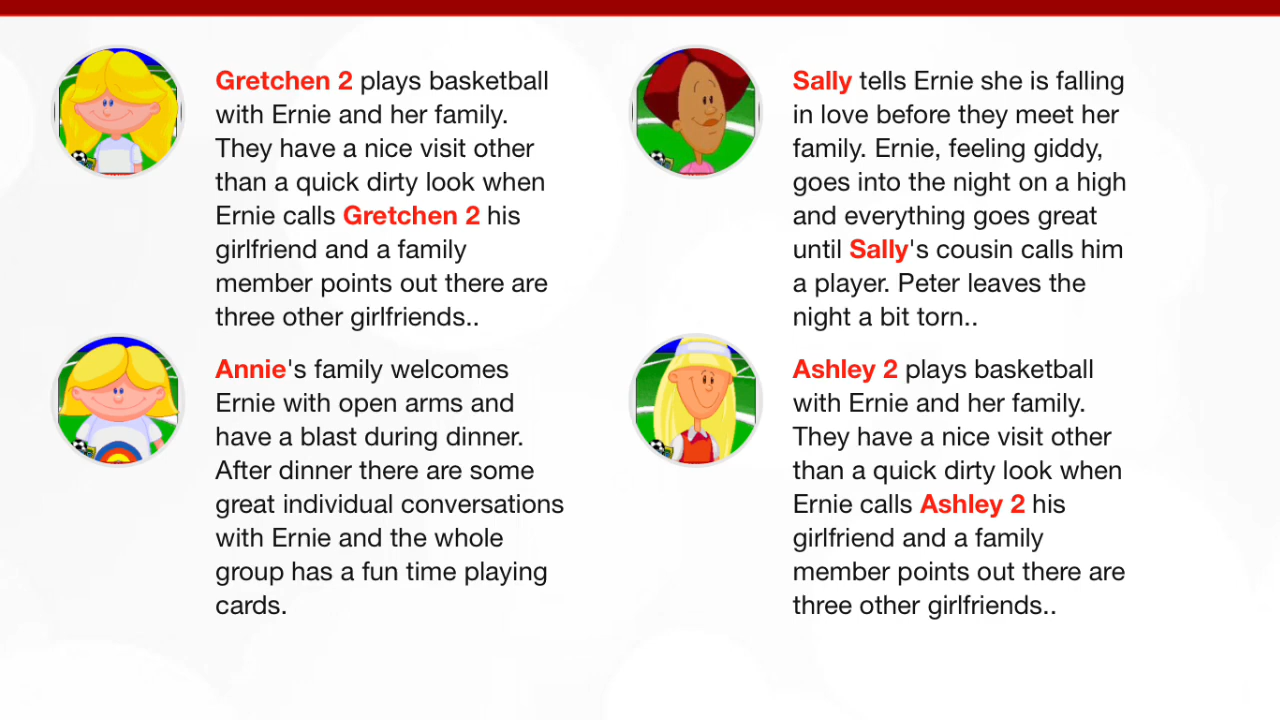 Gretchen 2 plays basketball
with Ernie and her family.
They have a nice visit other
than a quick dirty look when
Ernie calls Gretchen 2 his
girlfriend and a family
member points out there are
three other girlfriends..
Sally tells Ernie she is falling
in love before they meet her
family. Ernie, feeling giddy,
goes into the night on a high
and everything goes great
until Sally's cousin calls him
a player. Peter leaves the
night a bit torn..
Annie's family welcomes
Ernie with open arms and
have a blast during dinner.
After dinner there are some
great individual conversations
with Ernie and the whole
group has a fun time playing
cards.
Ashley 2 plays basketball
with Ernie and her family.
They have a nice visit other
than a quick dirty look when
Ernie calls Ashley 2 his
girlfriend and a family
member points out there are
three other girlfriends..